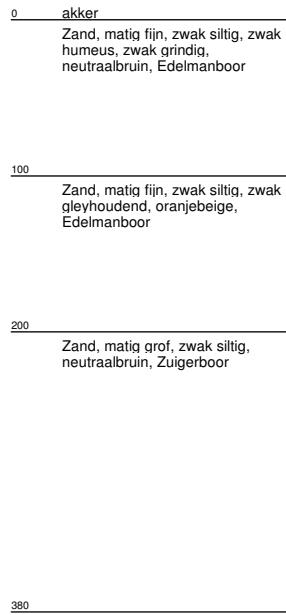 0 akker
Zand, matig fijn, zwak siltig, zwak
humeus, zwak grindig,
neutraalbruin, Edelmanboor
100
Zand, matig fijn, zwak siltig, zwak
gleyhoudend, oranjebeige,
Edelmanboor
200
Zand, matig grof, zwak siltig,
neutraalbruin, Zuigerboor
380